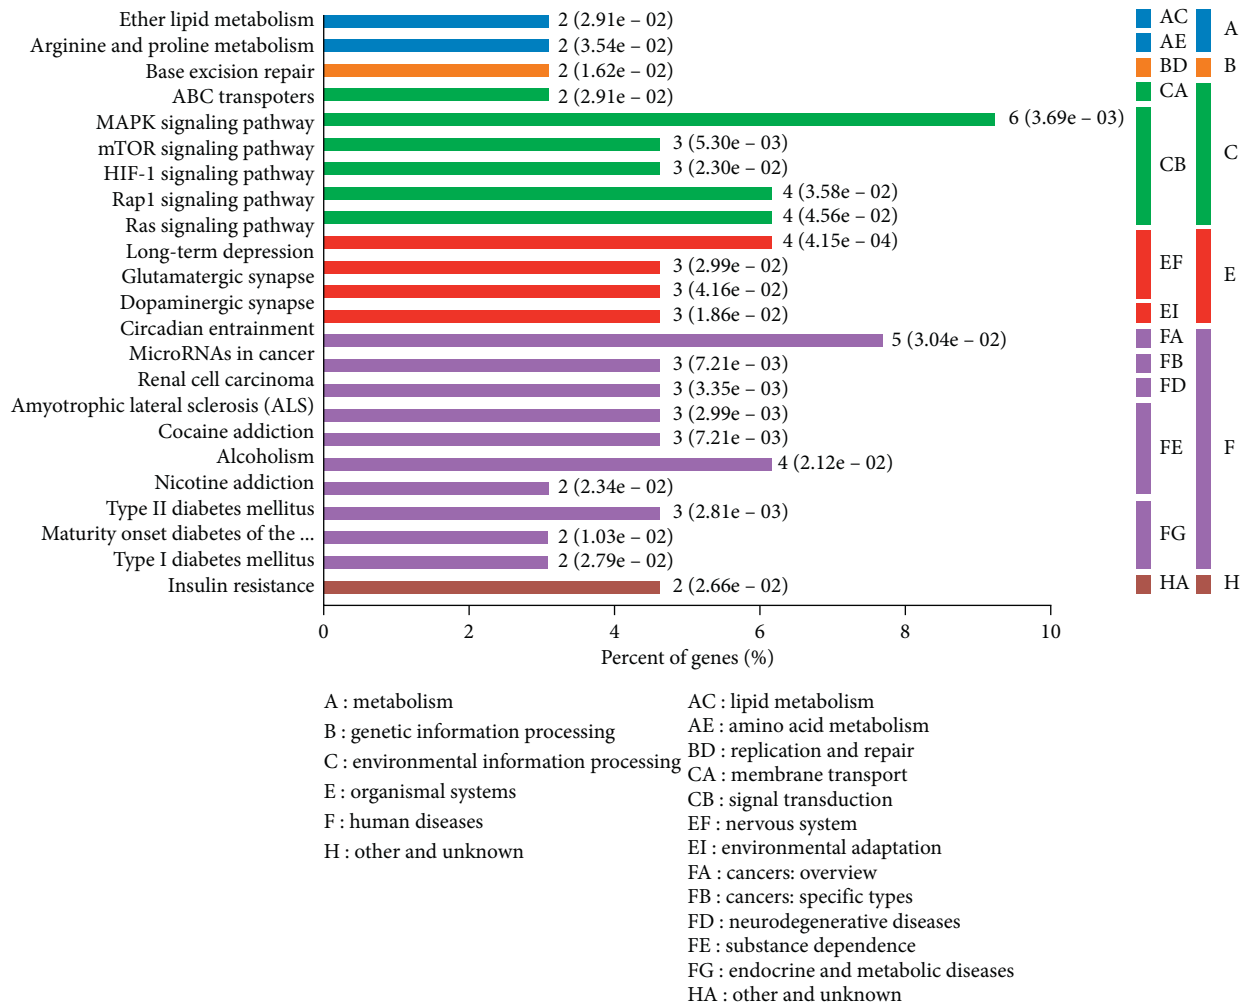 Ether lipid metabolism 2 (2.91e – 02)
Arginine and proline metabolism 2 (3.54e – 02)
Base excision repair 2 (1.62e – 02)
ABC transpoters 2 (2.91e – 02)
MAPK signaling pathway 6 (3.69e – 03)
mTOR signaling pathway 3 (5.30e – 03)
HIF-1 signaling pathway 3 (2.30e – 02)
Rap1 signaling pathway 4 (3.58e – 02)
Ras signaling pathway 4 (4.56e – 02)
Long-term depression 4 (4.15e – 04)
Glutamatergic synapse 3 (2.99e – 02)
Dopaminergic synapse 3 (4.16e – 02)
Circadian entrainment 3 (1.86e – 02)
MicroRNAs in cancer 5 (3.04e – 02)
Renal cell carcinoma 3 (7.21e – 03)
Amyotrophic lateral sclerosis (ALS) 3 (3.35e – 03)
Cocaine addiction 3 (2.99e – 03)
Alcoholism 3 (7.21e – 03)
Nicotine addiction 4 (2.12e – 02)
Type II diabetes mellitus 2 (2.34e – 02)
Maturity onset diabetes of the ... 3 (2.81e – 03)
Type I diabetes mellitus 2 (1.03e – 02)
Insulin resistance 2 (2.79e – 02)
2 (2.66e – 02)
AC
AE
BD
CA
CB
EF
EI
FA
FB
FD
FE
FG
HA
A
B
C
E
F
H
0 2 4 6 8 10
Percent of genes (%)
A : metabolism
B : genetic information processing
C : environmental information processing
E : organismal systems
F : human diseases
H : other and unknown
AC : lipid metabolism
AE : amino acid metabolism
BD : replication and repair
CA : membrane transport
CB : signal transduction
EF : nervous system
EI : environmental adaptation
FA : cancers: overview
FB : cancers: specific types
FD : neurodegenerative diseases
FE : substance dependence
FG : endocrine and metabolic diseases
HA : other and unknown